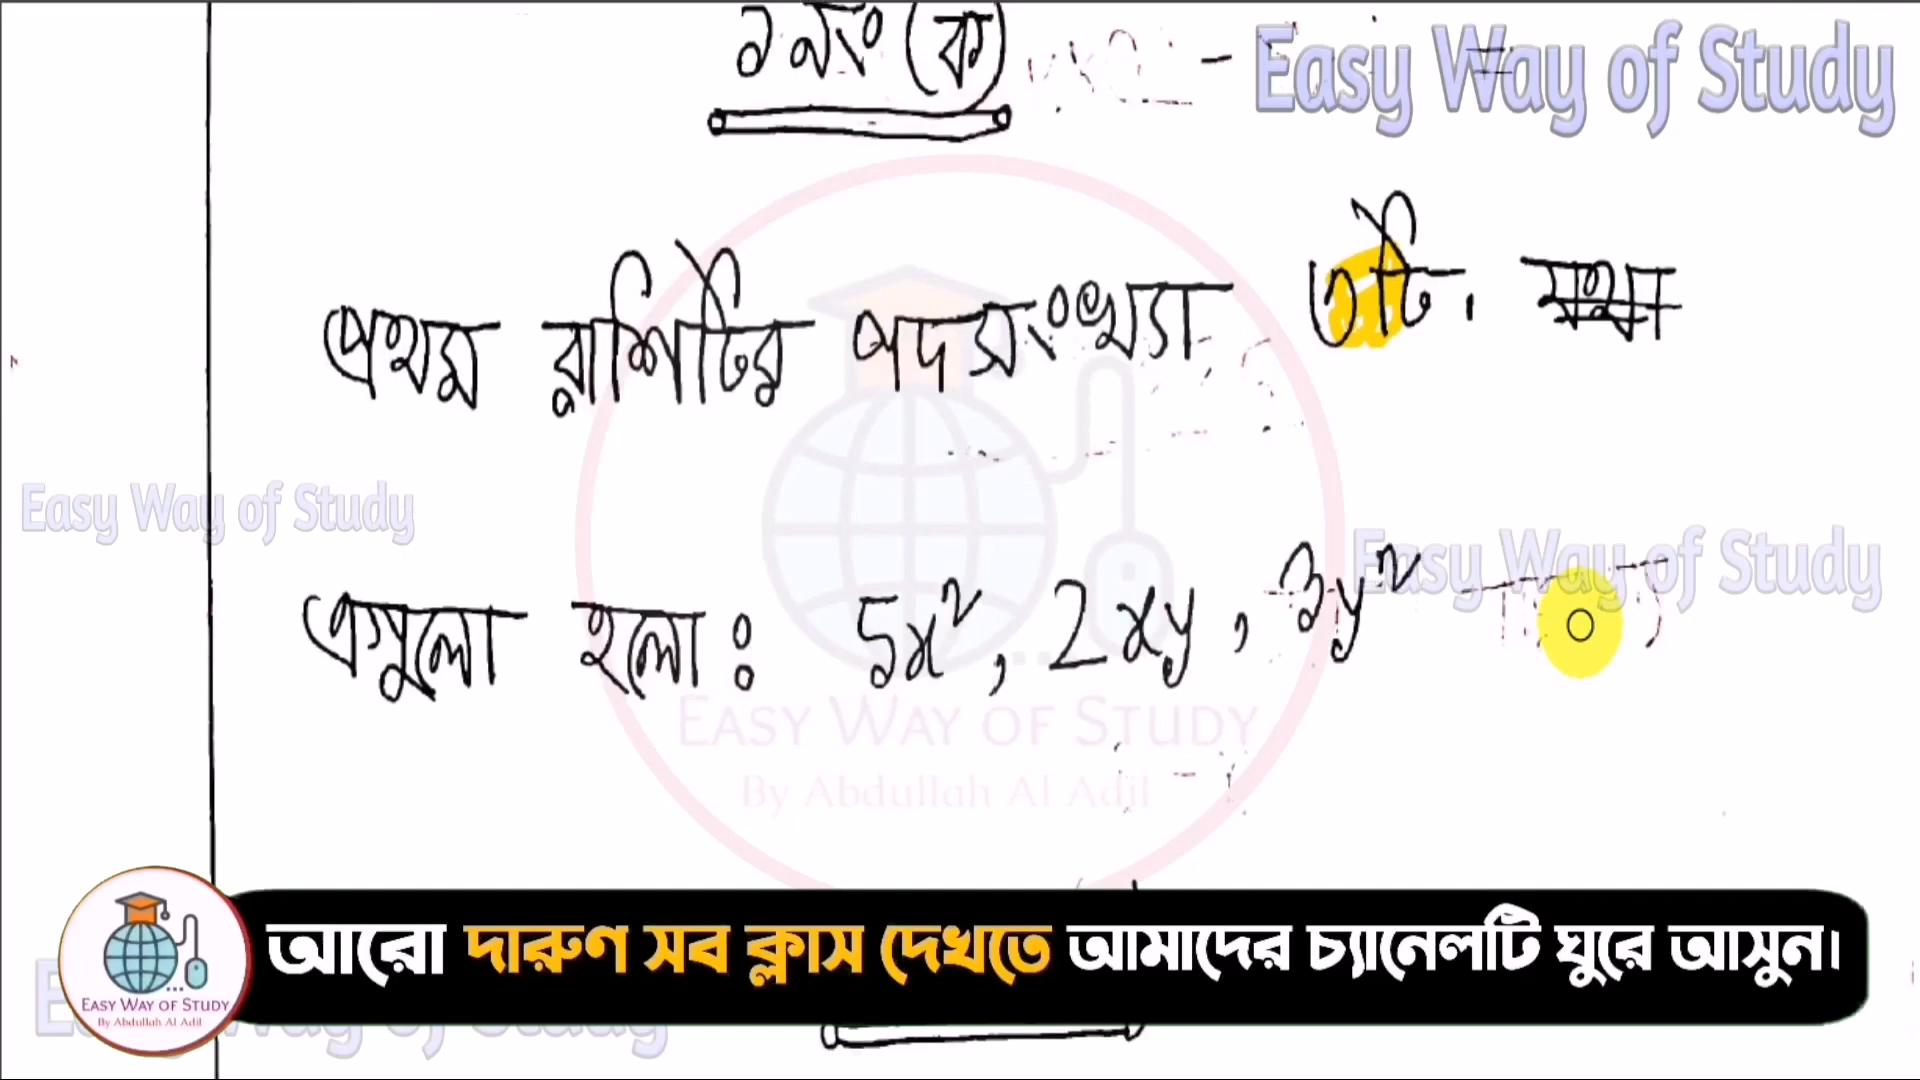 ১ নং (ক)
Easy Way of Study
প্রথম রাশিটির পদসংখ্যা ৩টি। যথা
Easy Way of Study
এগুলো হলোঃ 5x², 2xy, 3y²
Easy Way of Study
EASY WAY OF STUDY
By Abdullah Al Adil
আরো দারুণ সব ক্লাস দেখতে আমাদের চ্যানেলটি ঘুরে আসুন।
EASY WAY OF STUDY
By Abdullah Al Adil